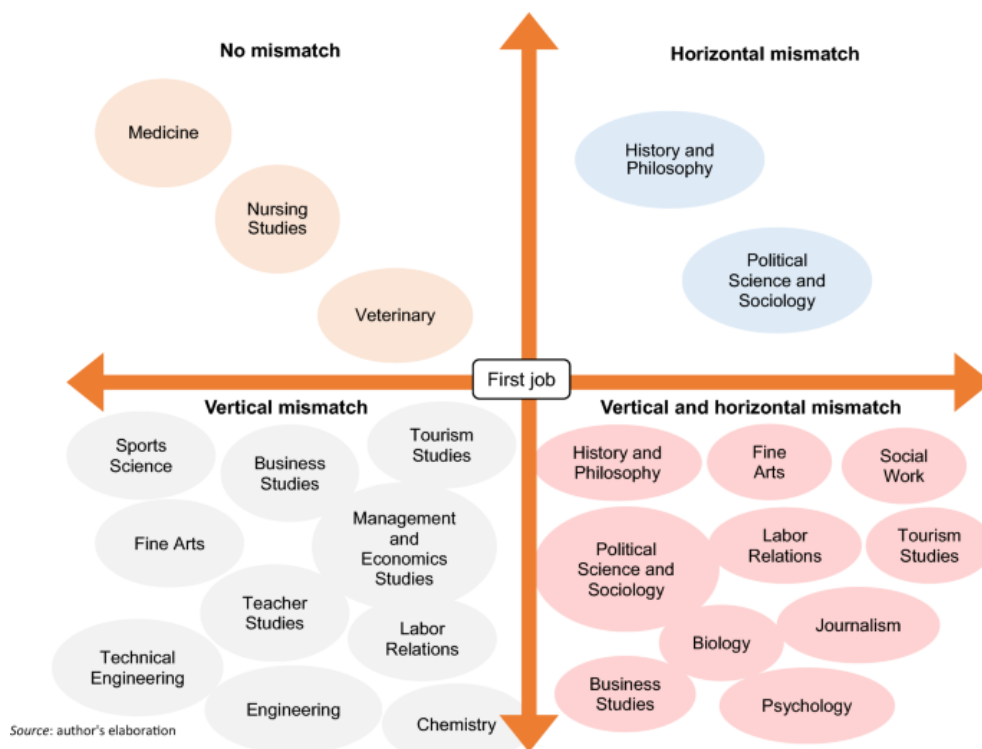 No mismatch
Horizontal mismatch
Medicine
History and
Philosophy
Nursing
Studies
Political
Science and
Sociology
Veterinary
First job
Vertical mismatch
Vertical and horizontal mismatch
Sports
Science
Business
Studies
Tourism
Studies
Fine Arts
Management
and
Economics
Studies
Teacher
Studies
Labor
Relations
Technical
Engineering
Engineering
Chemistry
History and
Philosophy
Fine
Arts
Social
Work
Political
Science and
Sociology
Labor
Relations
Tourism
Studies
Biology
Journalism
Business
Studies
Psychology
Source: author's elaboration